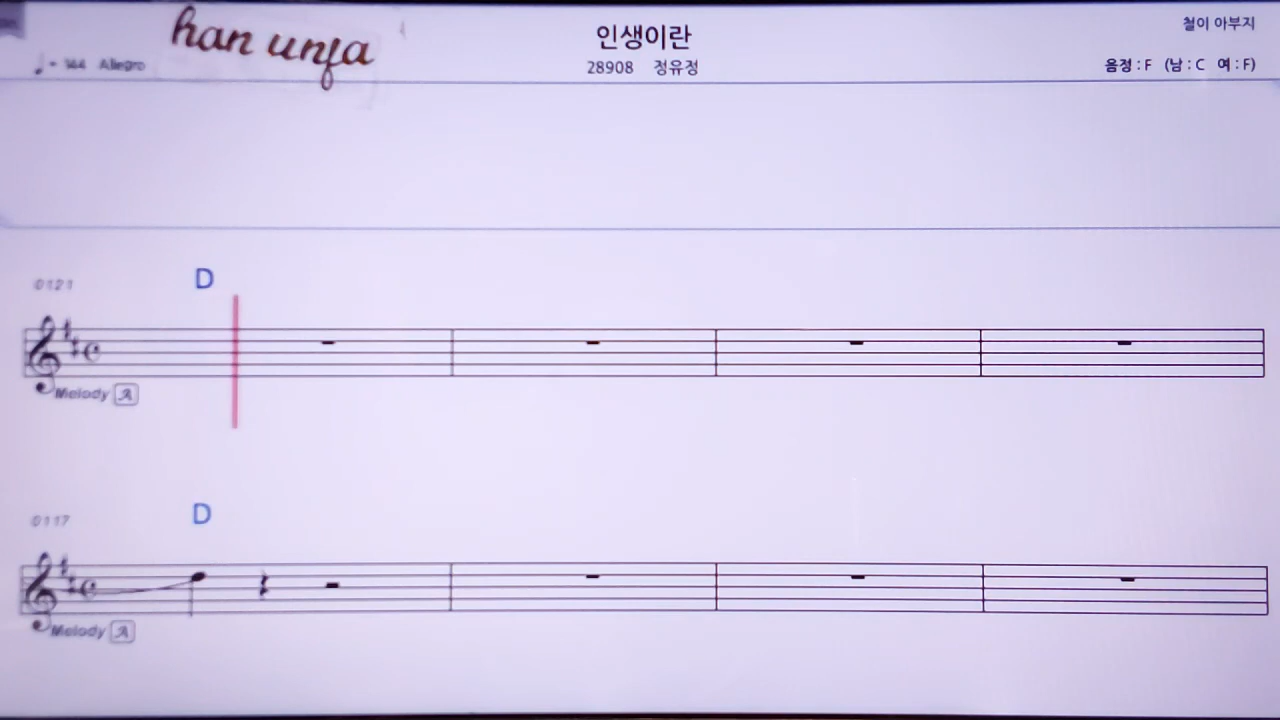 han unfa
인생이란
철이 아부지
♩= 144 Allegro
28908 정유정
음정 : F (남 : C 여 : F)
0121
D
Melody A
0117
D
Melody A